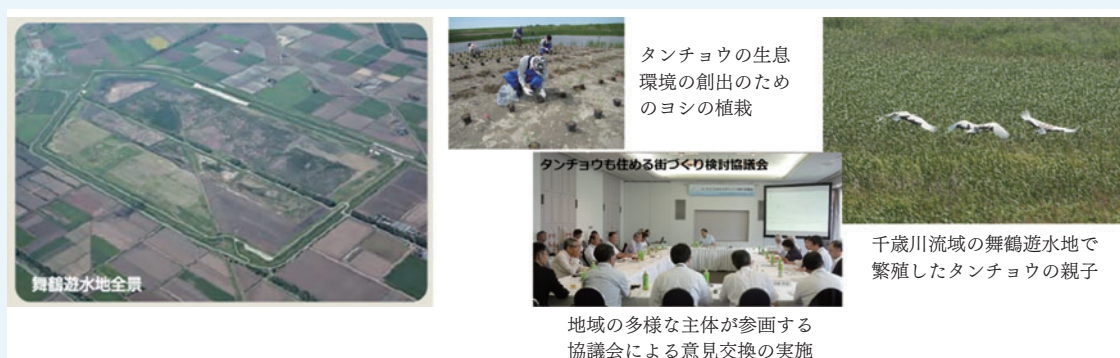 舞鶴遊水地全景
タンチョウの生息
環境の創出のため
のヨシの植栽
タンチョウも住める街づくり検討協議会
地域の多様な主体が参画する
協議会による意見交換の実施
千歳川流域の舞鶴遊水地で
繁殖したタンチョウの親子